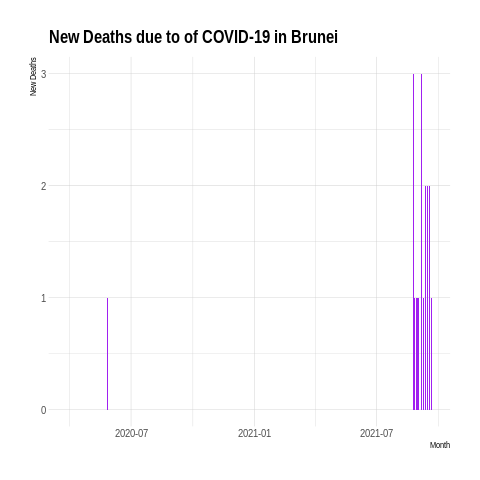 New Deaths due to of COVID-19 in Brunei
New Deaths
3
2
1
0
2020-07
2021-01
2021-07
Month